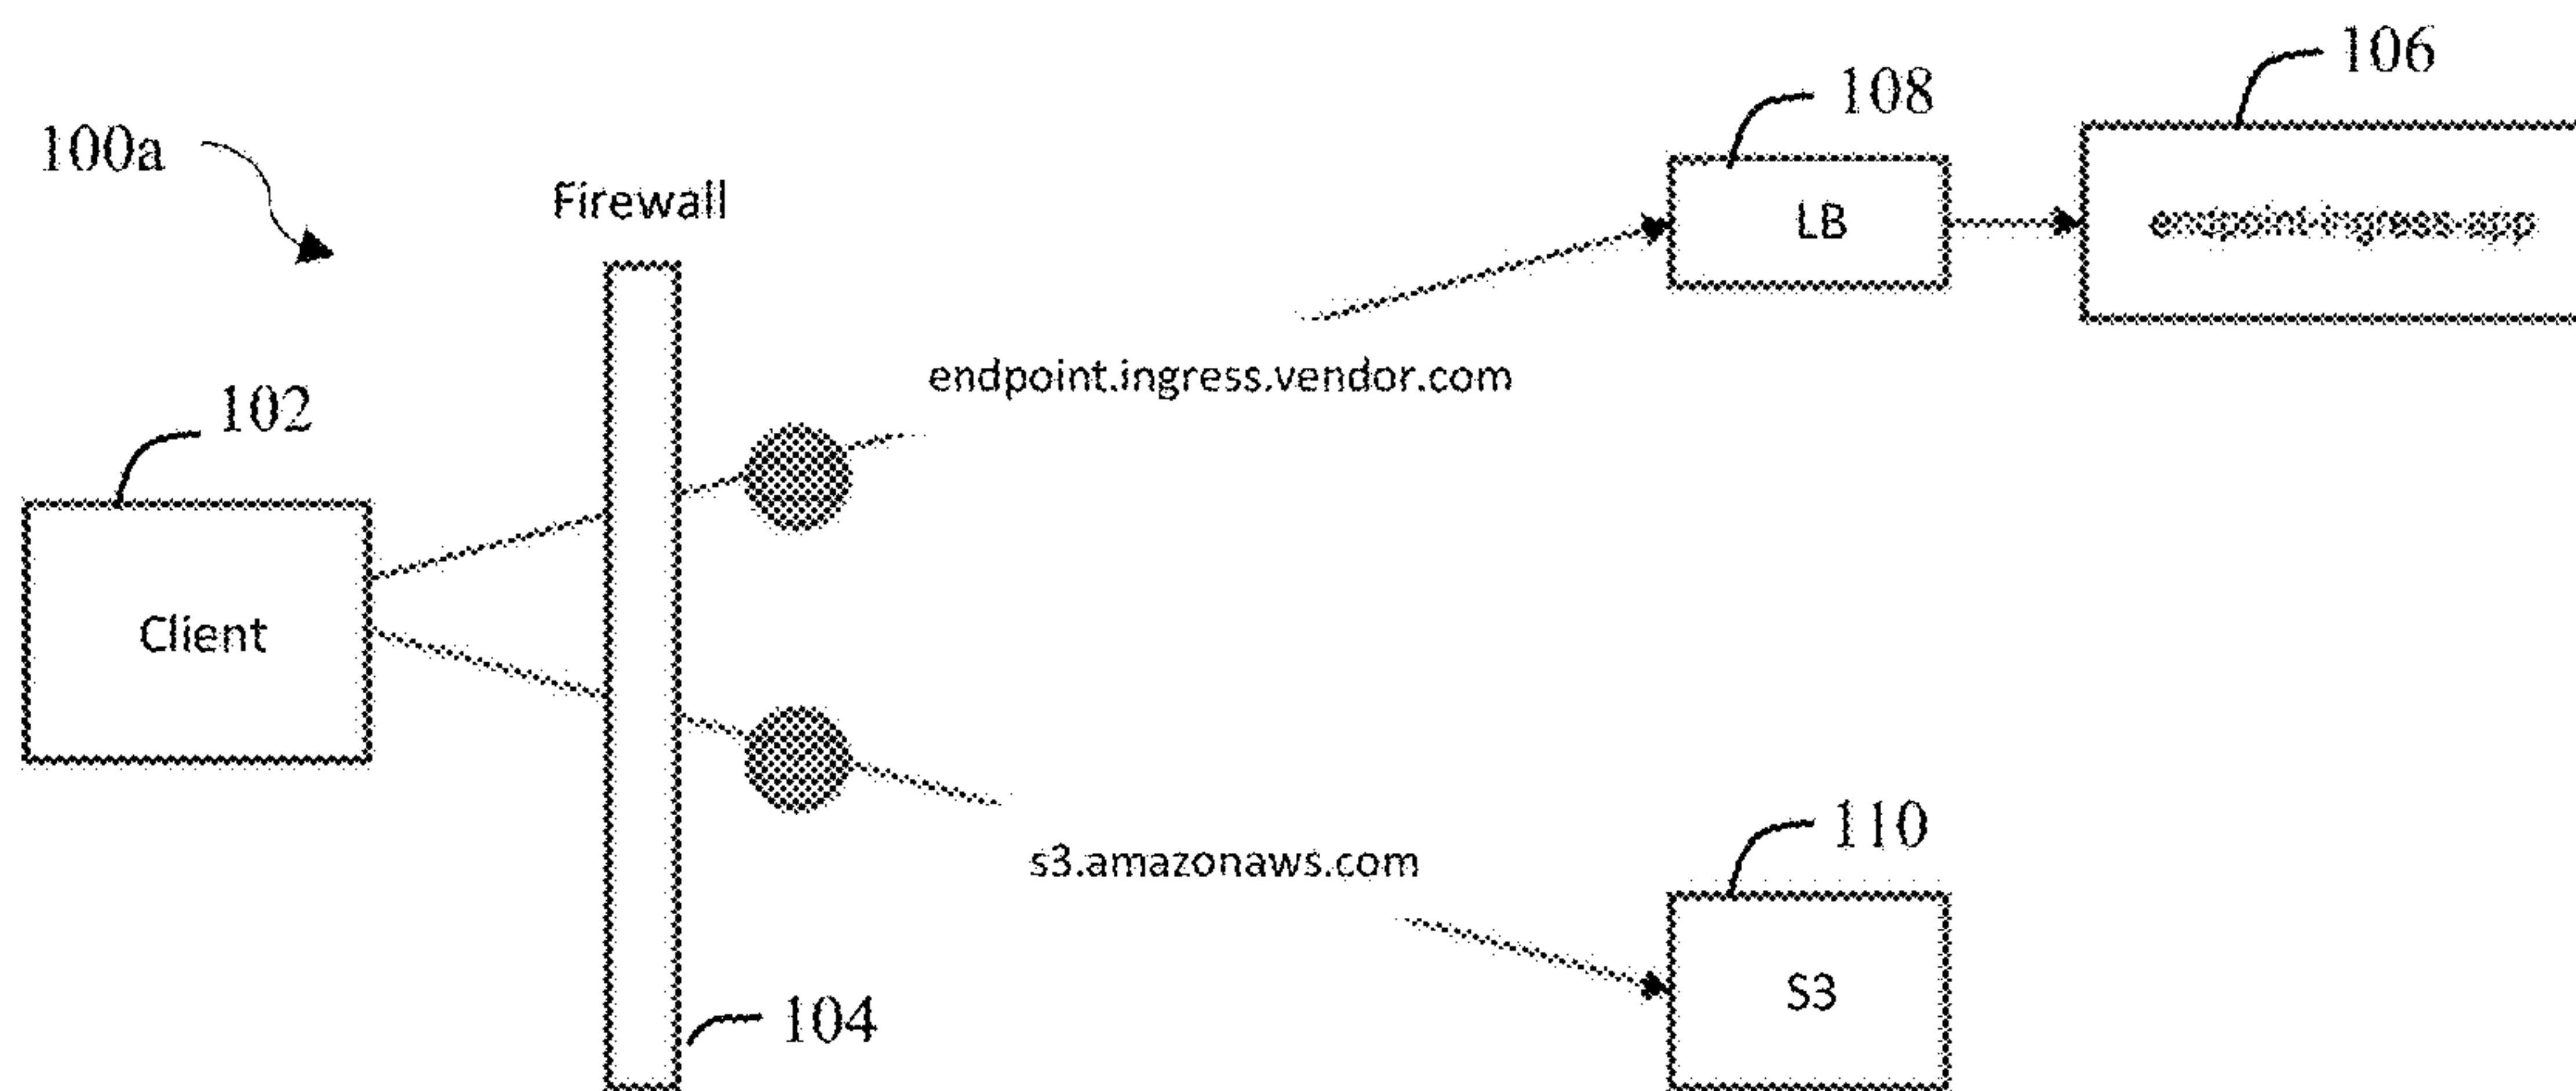 106
108
100a
Firewall
LB
endpoint-ingress-app
endpoint.ingress.vendor.com
102
Client
110
s3.amazonaws.com
S3
104